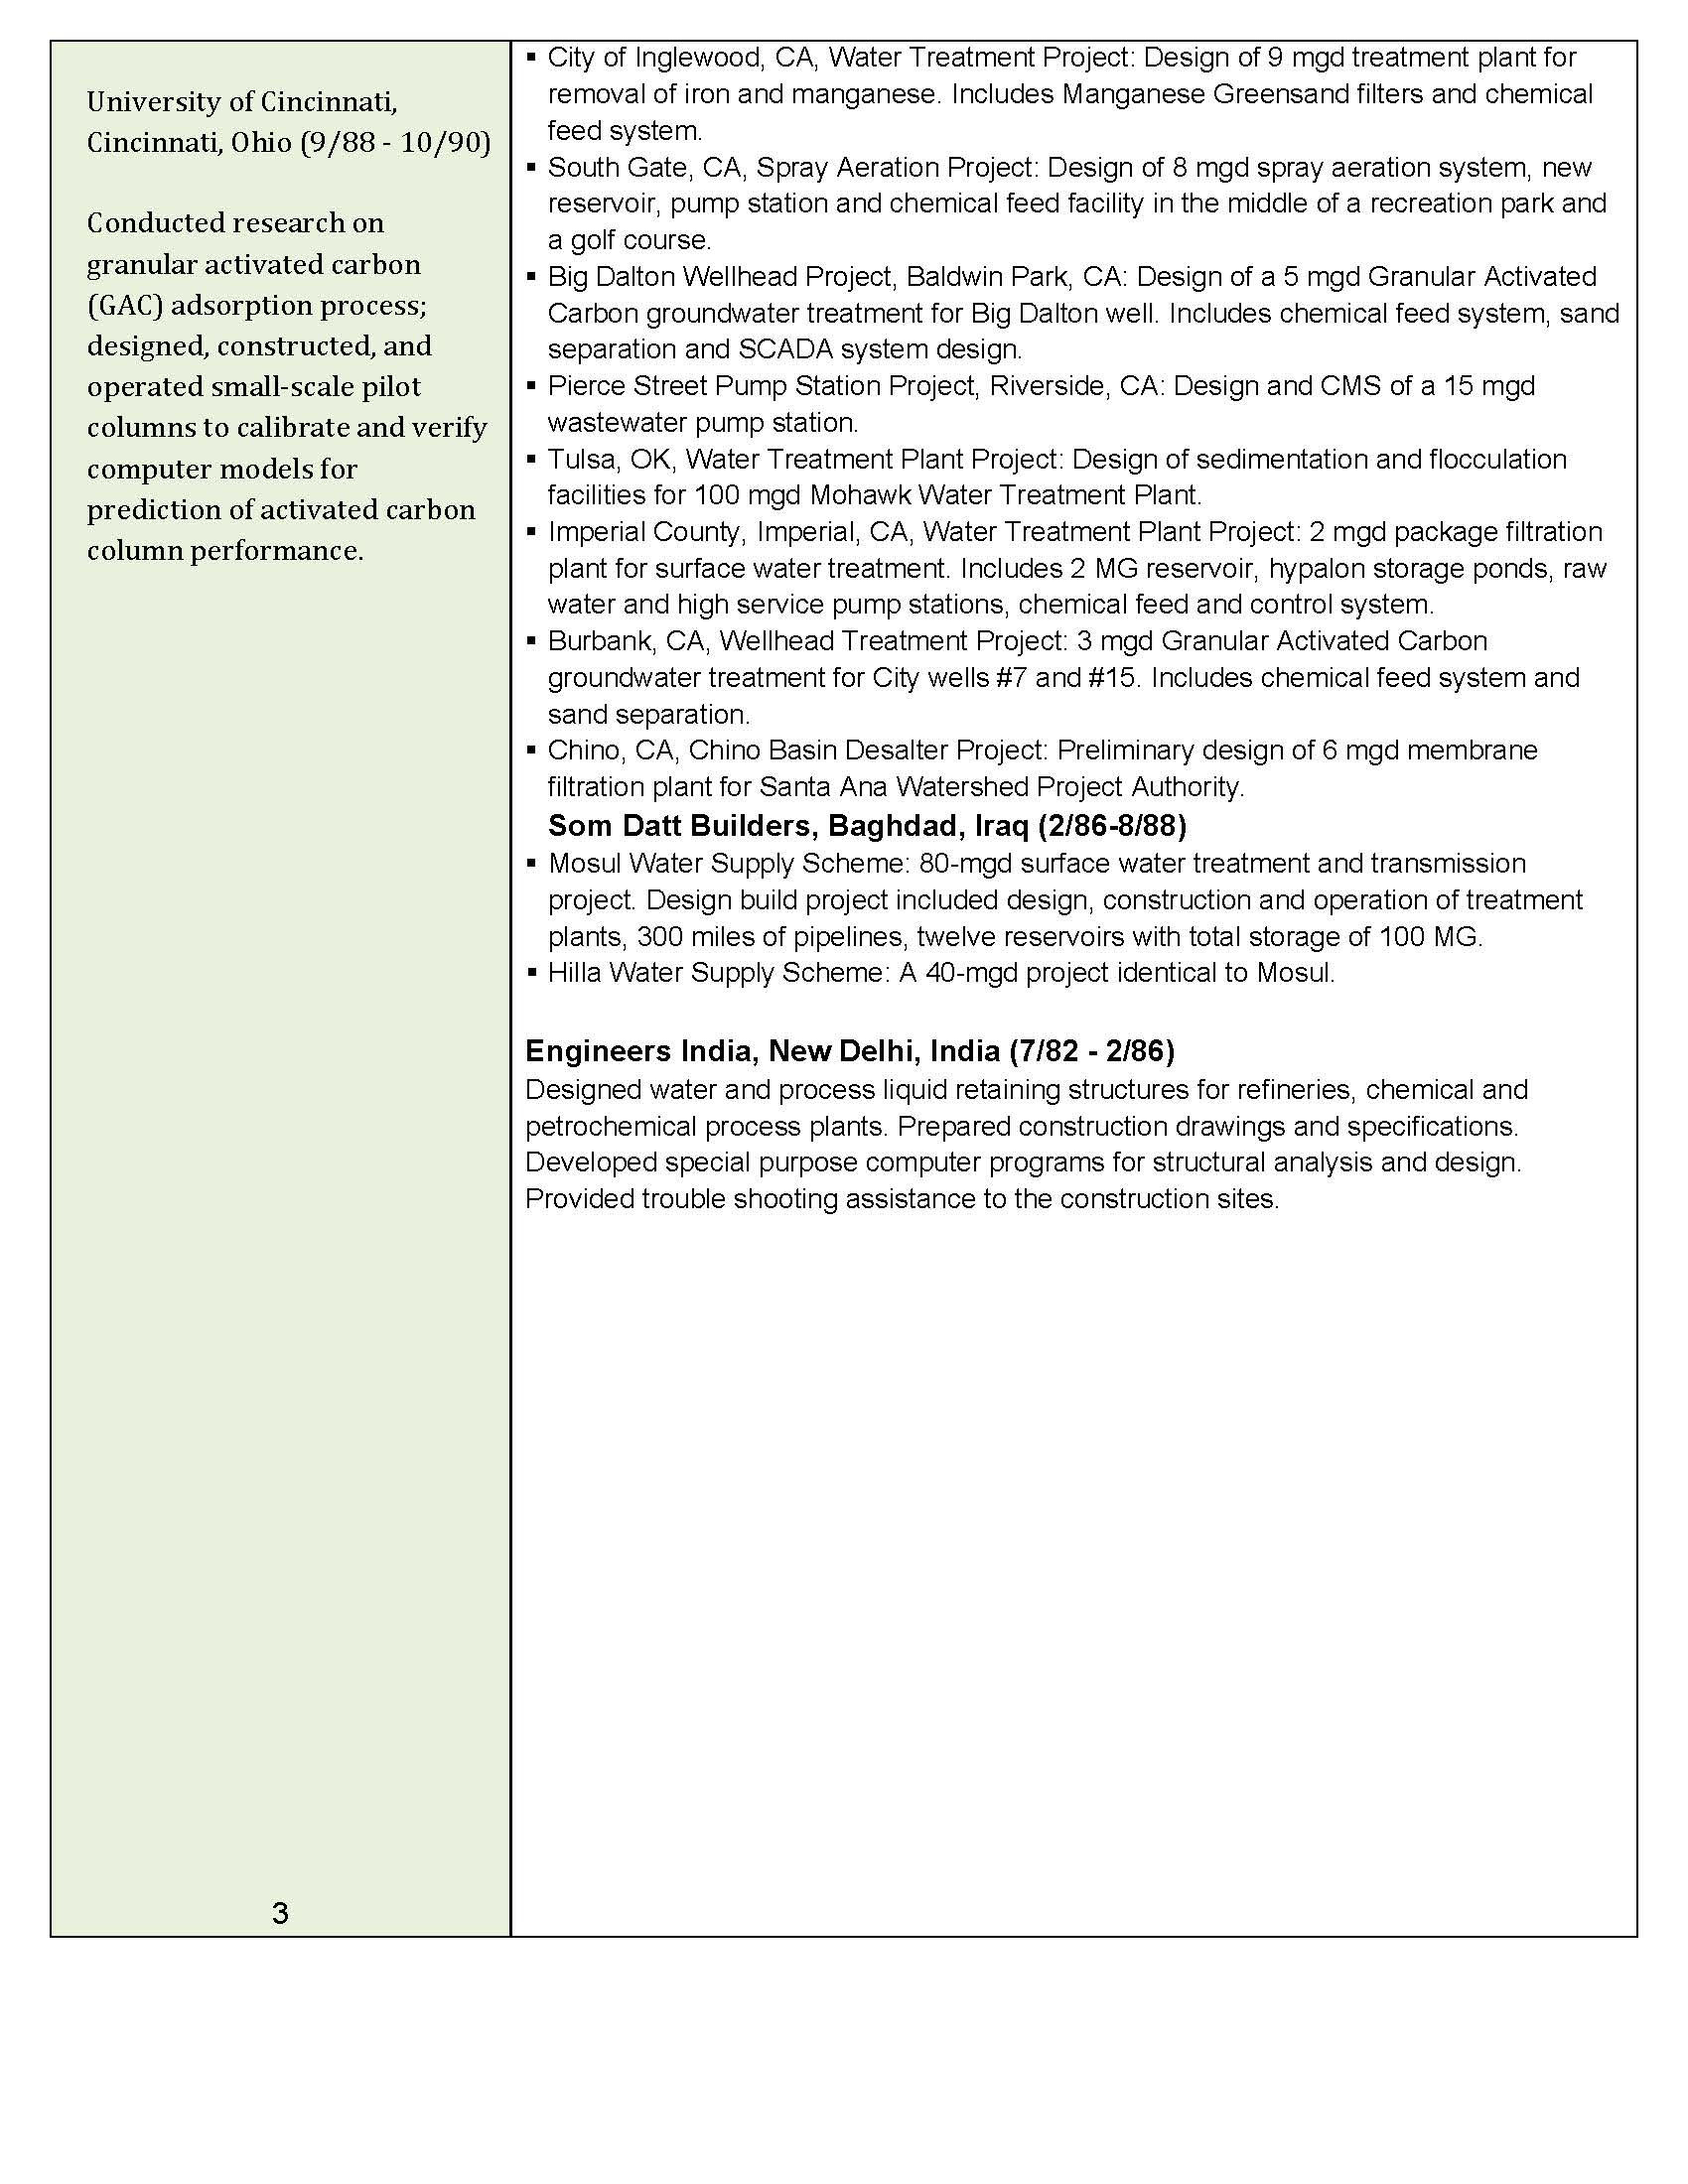 University of Cincinnati,
Cincinnati, Ohio (9/88 - 10/90)
Conducted research on
granular activated carbon
(GAC) adsorption process;
designed, constructed, and
operated small-scale pilot
columns to calibrate and verify
computer models for
prediction of activated carbon
column performance.
3
▪ City of Inglewood, CA, Water Treatment Project: Design of 9 mgd treatment plant for
removal of iron and manganese. Includes Manganese Greensand filters and chemical
feed system.
▪ South Gate, CA, Spray Aeration Project: Design of 8 mgd spray aeration system, new
reservoir, pump station and chemical feed facility in the middle of a recreation park and
a golf course.
▪ Big Dalton Wellhead Project, Baldwin Park, CA: Design of a 5 mgd Granular Activated
Carbon groundwater treatment for Big Dalton well. Includes chemical feed system, sand
separation and SCADA system design.
▪ Pierce Street Pump Station Project, Riverside, CA: Design and CMS of a 15 mgd
wastewater pump station.
▪ Tulsa, OK, Water Treatment Plant Project: Design of sedimentation and flocculation
facilities for 100 mgd Mohawk Water Treatment Plant.
▪ Imperial County, Imperial, CA, Water Treatment Plant Project: 2 mgd package filtration
plant for surface water treatment. Includes 2 MG reservoir, hypalon storage ponds, raw
water and high service pump stations, chemical feed and control system.
▪ Burbank, CA, Wellhead Treatment Project: 3 mgd Granular Activated Carbon
groundwater treatment for City wells #7 and #15. Includes chemical feed system and
sand separation.
▪ Chino, CA, Chino Basin Desalter Project: Preliminary design of 6 mgd membrane
filtration plant for Santa Ana Watershed Project Authority.
Som Datt Builders, Baghdad, Iraq (2/86-8/88)
▪ Mosul Water Supply Scheme: 80-mgd surface water treatment and transmission
project. Design build project included design, construction and operation of treatment
plants, 300 miles of pipelines, twelve reservoirs with total storage of 100 MG.
▪ Hilla Water Supply Scheme: A 40-mgd project identical to Mosul.
Engineers India, New Delhi, India (7/82 - 2/86)
Designed water and process liquid retaining structures for refineries, chemical and
petrochemical process plants. Prepared construction drawings and specifications.
Developed special purpose computer programs for structural analysis and design.
Provided trouble shooting assistance to the construction sites.